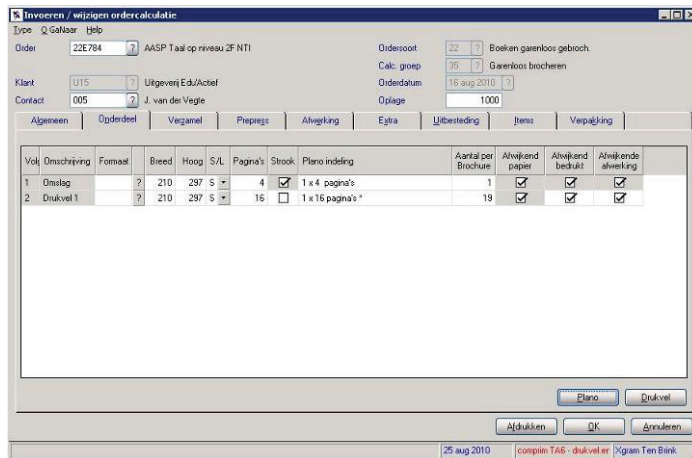 Invoeren / wijzigen ordercalculatie
Type Q GaNaar Help
Order 22E784 ? AASP Taal op niveau 2F NTI Ordersoort 22 ? Boeken garenloos gebroch.
Calc. groep 35 ? Garenloos brocheren
Klant U15 ? Uitgeverij Edu/Actief Orderdatum 16 aug 2010 ?
Contact 005 ? J. van der Vegte Oplage 1000
Algemeen Onderdeel Vergamel Prepress Afwerking Extra Uitbesteding Items Verpakking
Volg Omschrijving Formaat Breed Hoog S/L Pagina's Strook Plano indeling Aantal per Brochure Afwijkend papier Afwijkend bedrukt Afwijkende afwerking
1 Omslag ? 210 297 S 4 1 x 4 pagina's 1
2 Drukvel 1 ? 210 297 S 16 1 x 16 pagina's * 19
Plano Drukvel
Afdrukken OK Annuleren
25 aug 2010 comprim TA6 - drukvel.er Xgram Ten Brink